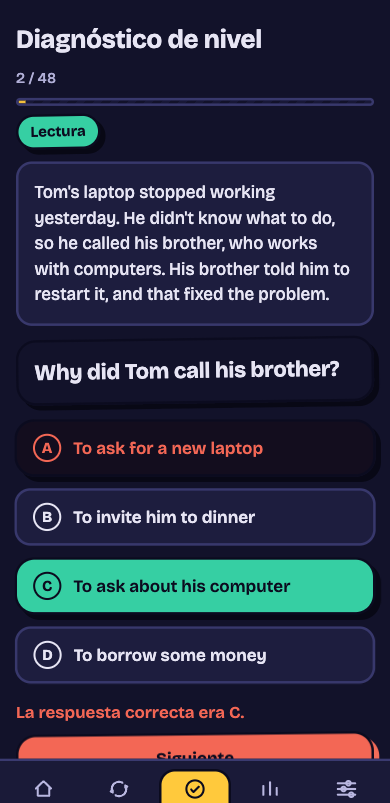 Diagnóstico de nivel
2 / 48
Lectura
Tom's laptop stopped working
yesterday. He didn't know what to do,
so he called his brother, who works
with computers. His brother told him to
restart it, and that fixed the problem.
Why did Tom call his brother?
A To ask for a new laptop
B To invite him to dinner
C To ask about his computer
D To borrow some money
La respuesta correcta era C.
Siguiente